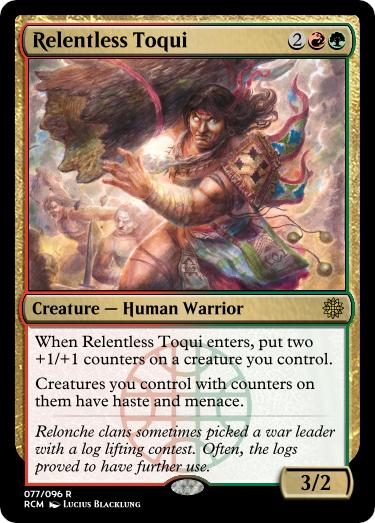 Relentless Toqui 2
Creature — Human Warrior
When Relentless Toqui enters, put two
+1/+1 counters on a creature you control.
Creatures you control with counters
on them have haste and menace.
Relonche clans sometimes picked a war leader
with a log lifting contest. Often, the logs
proved to have further use.
3/2
077/096 R
RCM Lucius Blacklung